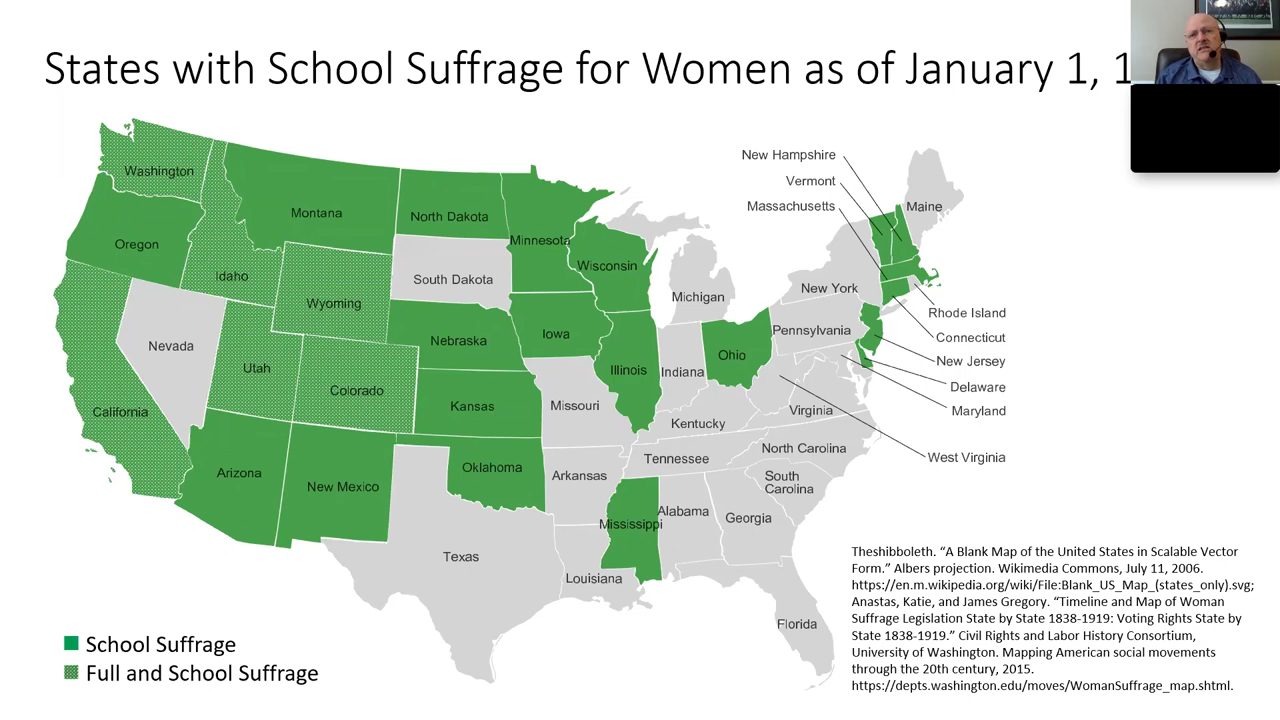 States with School Suffrage for Women as of January 1, 1
New Hampshire
Vermont
Massachusetts
Maine
Washington
Montana
North Dakota
Minnesota
Oregon
Idaho
Wyoming
South Dakota
Wisconsin
Michigan
New York
Rhode Island
Connecticut
New Jersey
Delaware
Maryland
West Virginia
Nevada
Utah
Colorado
Nebraska
Iowa
Illinois
Indiana
Ohio
Pennsylvania
California
Kansas
Missouri
Kentucky
Virginia
Arizona
New Mexico
Oklahoma
Arkansas
Tennessee
North Carolina
South
Carolina
Mississippi
Alabama
Georgia
Texas
Louisiana
Florida
School Suffrage
Full and School Suffrage
Theshibboleth. “A Blank Map of the United States in Scalable Vector
Form.” Albers projection. Wikimedia Commons, July 11, 2006.
https://en.m.wikipedia.org/wiki/File:Blank_US_Map_(states_only).svg;
Anastas, Katie, and James Gregory. “Timeline and Map of Woman
Suffrage Legislation State by State 1838-1919: Voting Rights State by
State 1838-1919.” Civil Rights and Labor History Consortium,
University of Washington. Mapping American social movements
through the 20th century, 2015.
https://depts.washington.edu/moves/WomanSuffrage_map.shtml.